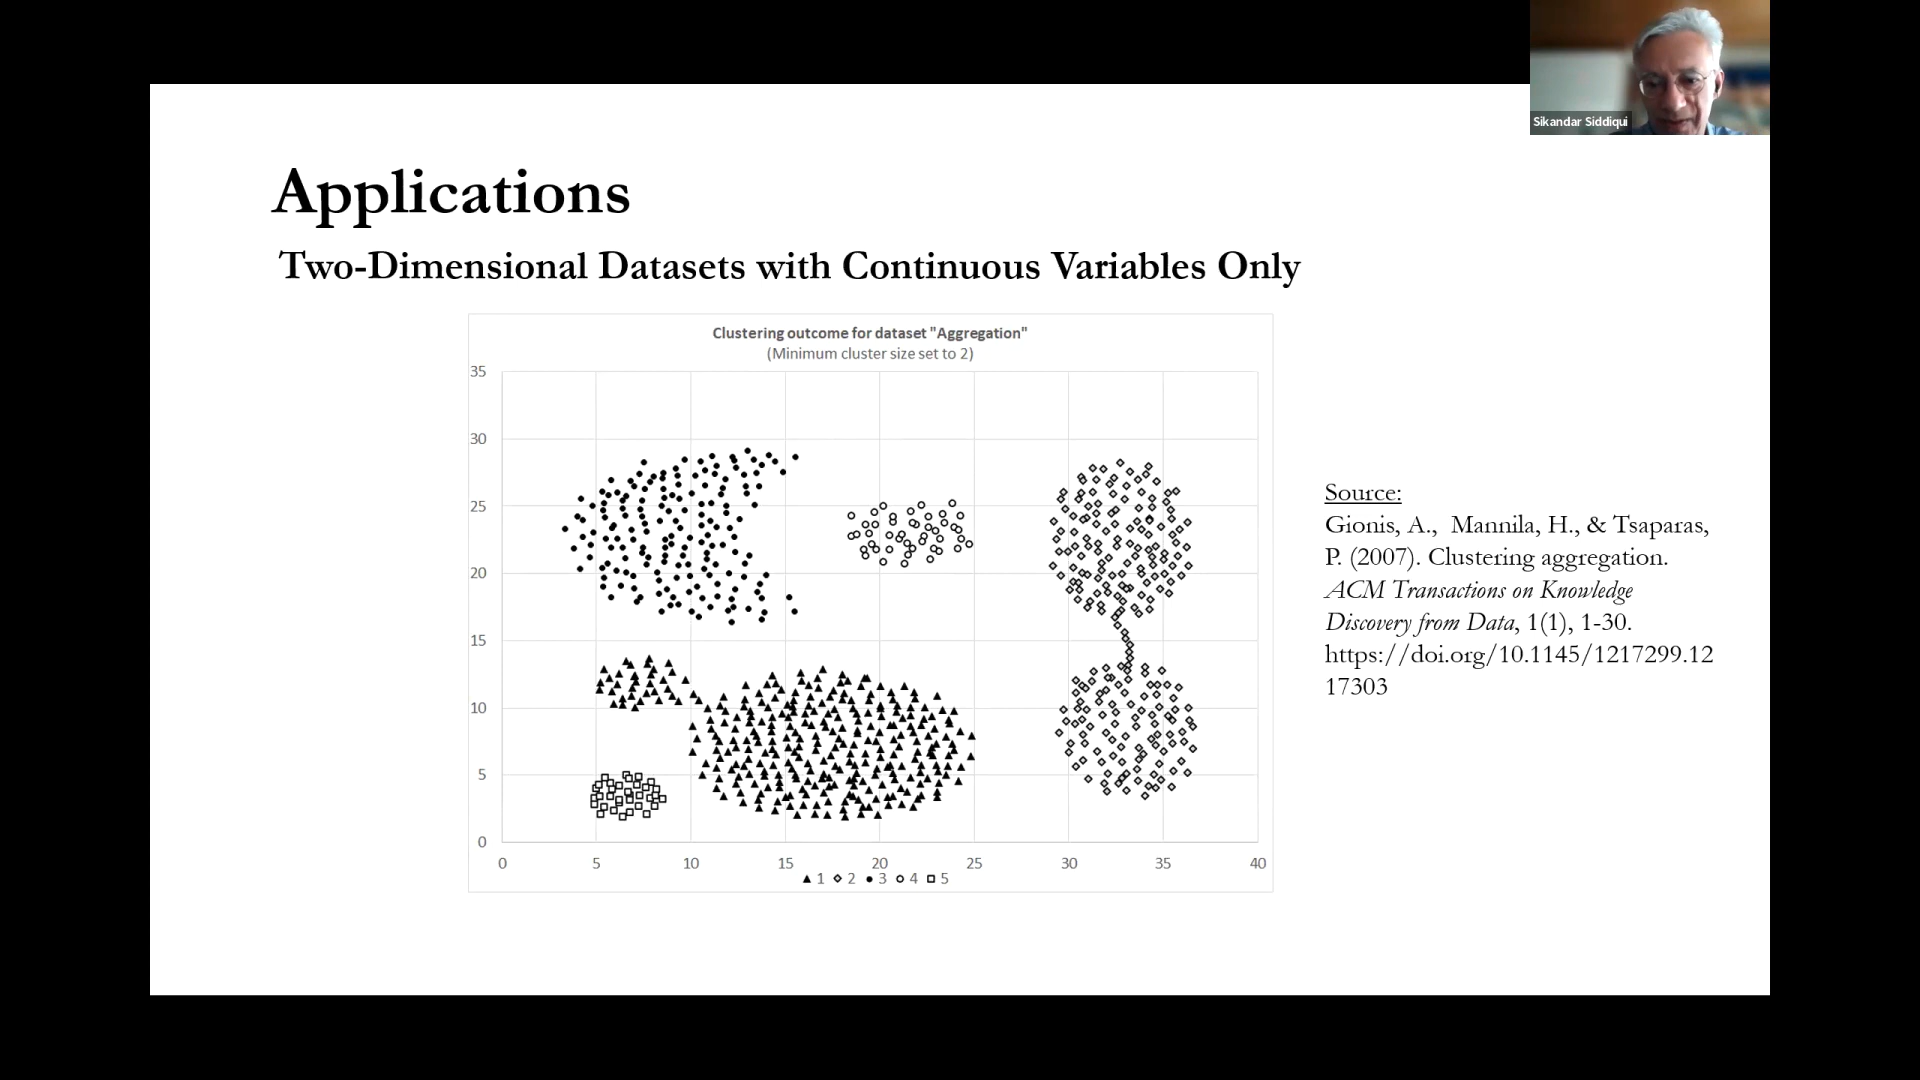 Sikandar Siddiqui
Applications
Two-Dimensional Datasets with Continuous Variables Only
Clustering outcome for dataset "Aggregation"
(Minimum cluster size set to 2)
35
30
25
20
15
10
5
0
0 5 10 15 20 25 30 35 40
1 2 3 4 5
Source:
Gionis, A., Mannila, H., & Tsaparas,
P. (2007). Clustering aggregation.
ACM Transactions on Knowledge
Discovery from Data, 1(1), 1-30.
https://doi.org/10.1145/1217299.12
17303